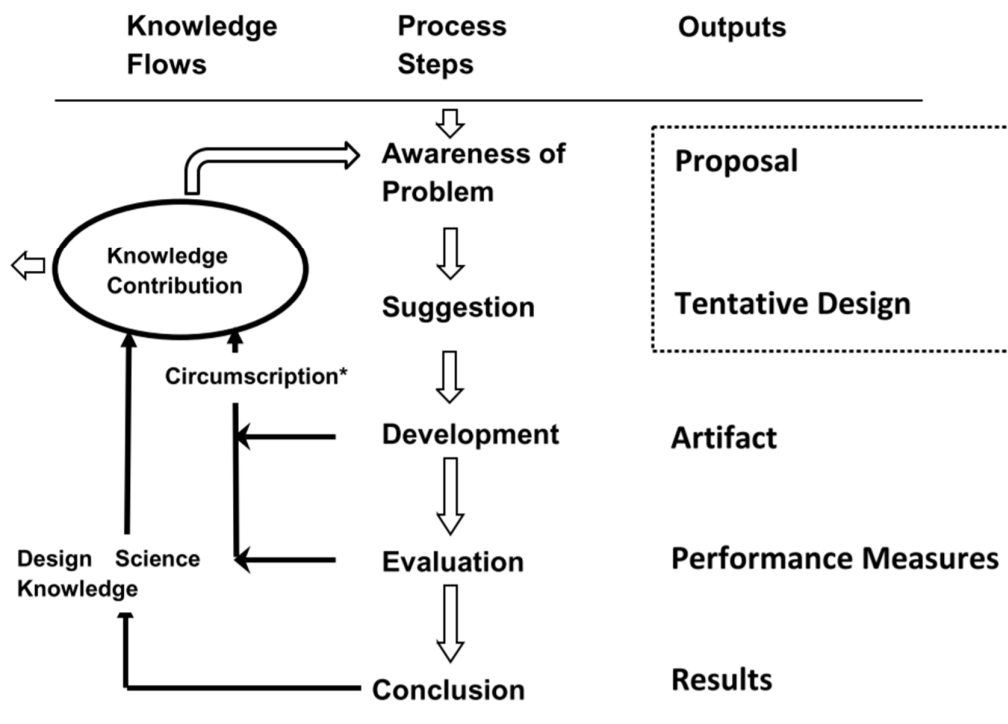 Knowledge Flows
Process Steps
Outputs
Awareness of Problem
Proposal
Knowledge Contribution
Suggestion
Tentative Design
Circumscription*
Development
Artifact
Design Science Knowledge
Evaluation
Performance Measures
Conclusion
Results